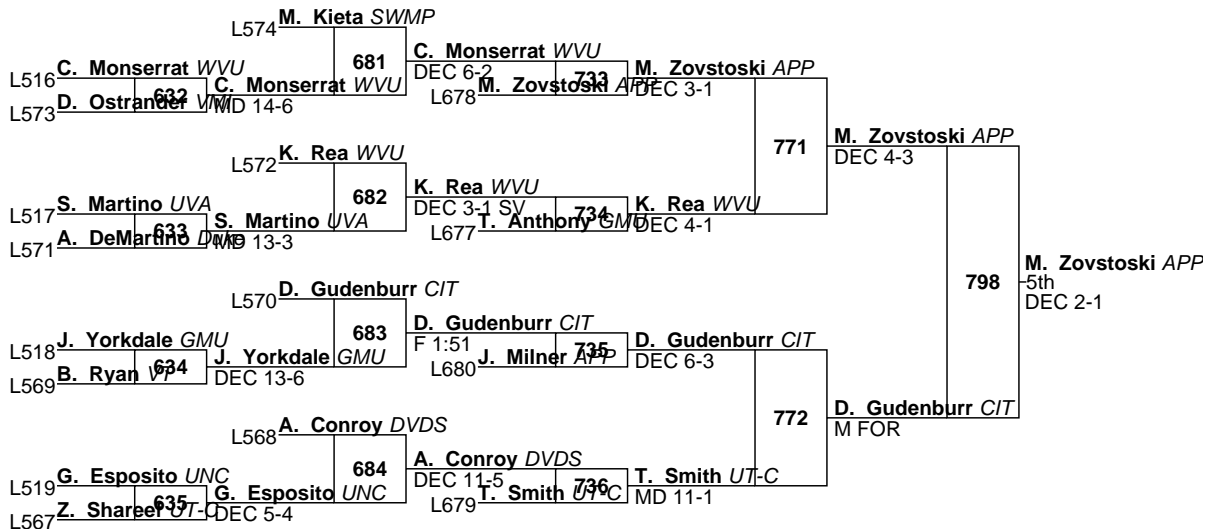 L574 M. Kieta SWMP
681
C. Monserrat WVU
DEC 6-2
L516 C. Monserrat WVU
632
L573 D. Ostrander VMI
C. Monserrat WVU
MD 14-6
733
L678 M. Zovstoski APP
M. Zovstoski APP
DEC 3-1
771
M. Zovstoski APP
DEC 4-3
L572 K. Rea WVU
682
K. Rea WVU
DEC 3-1 SV
L517 S. Martino UVA
633
L571 A. DeMartino Duke
S. Martino UVA
MD 13-3
734
L677 T. Anthony GMU
K. Rea WVU
DEC 4-1
798
M. Zovstoski APP
5th
DEC 2-1
L570 D. Gudenburr CIT
683
D. Gudenburr CIT
F 1:51
L518 J. Yorkdale GMU
634
L569 B. Ryan VT
J. Yorkdale GMU
DEC 13-6
735
L680 J. Milner APP
D. Gudenburr CIT
DEC 6-3
772
D. Gudenburr CIT
M FOR
L568 A. Conroy DVDS
684
A. Conroy DVDS
DEC 11-5
L519 G. Esposito UNC
635
L567 Z. Shareef UT-C
G. Esposito UNC
DEC 5-4
736
L679 T. Smith UT-C
T. Smith UT-C
MD 11-1